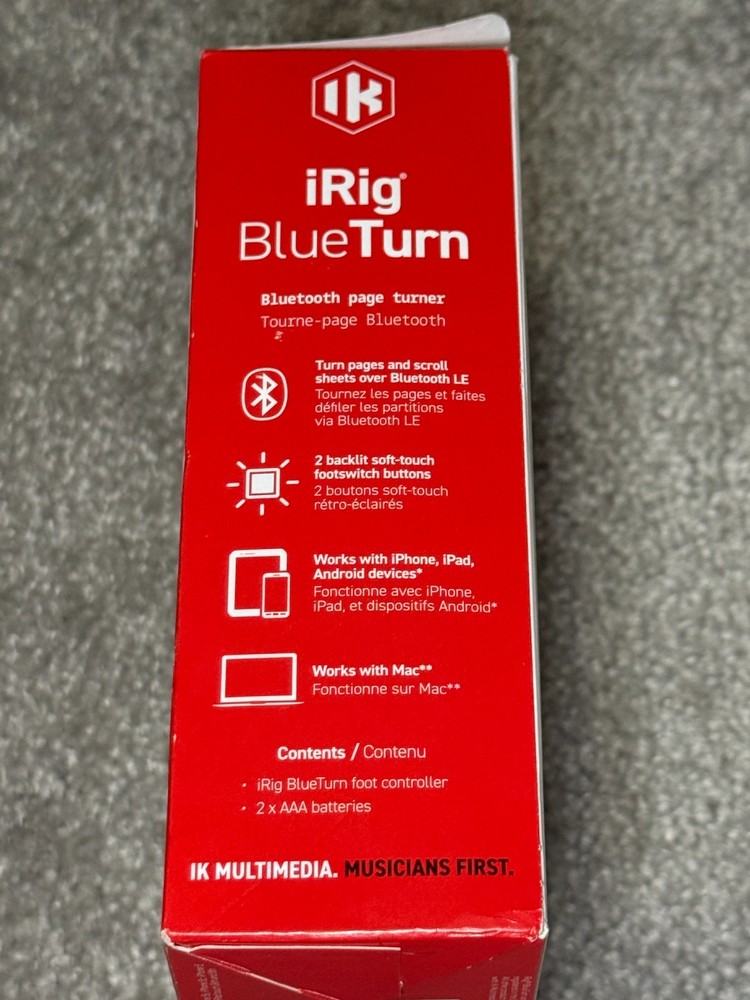 IK
iRig®
BlueTurn
Bluetooth page turner
Tourne-page Bluetooth
Turn pages and scroll
sheets over Bluetooth LE
Tournez les pages et faites
défiler les partitions
via Bluetooth LE
2 backlit soft-touch
footswitch buttons
2 boutons soft-touch
rétro-éclairés
Works with iPhone, iPad,
Android devices*
Fonctionne avec iPhone,
iPad, et dispositifs Android*
Works with Mac**
Fonctionne sur Mac**
Contents / Contenu
· iRig BlueTurn foot controller
· 2 x AAA batteries
IK MULTIMEDIA. MUSICIANS FIRST.